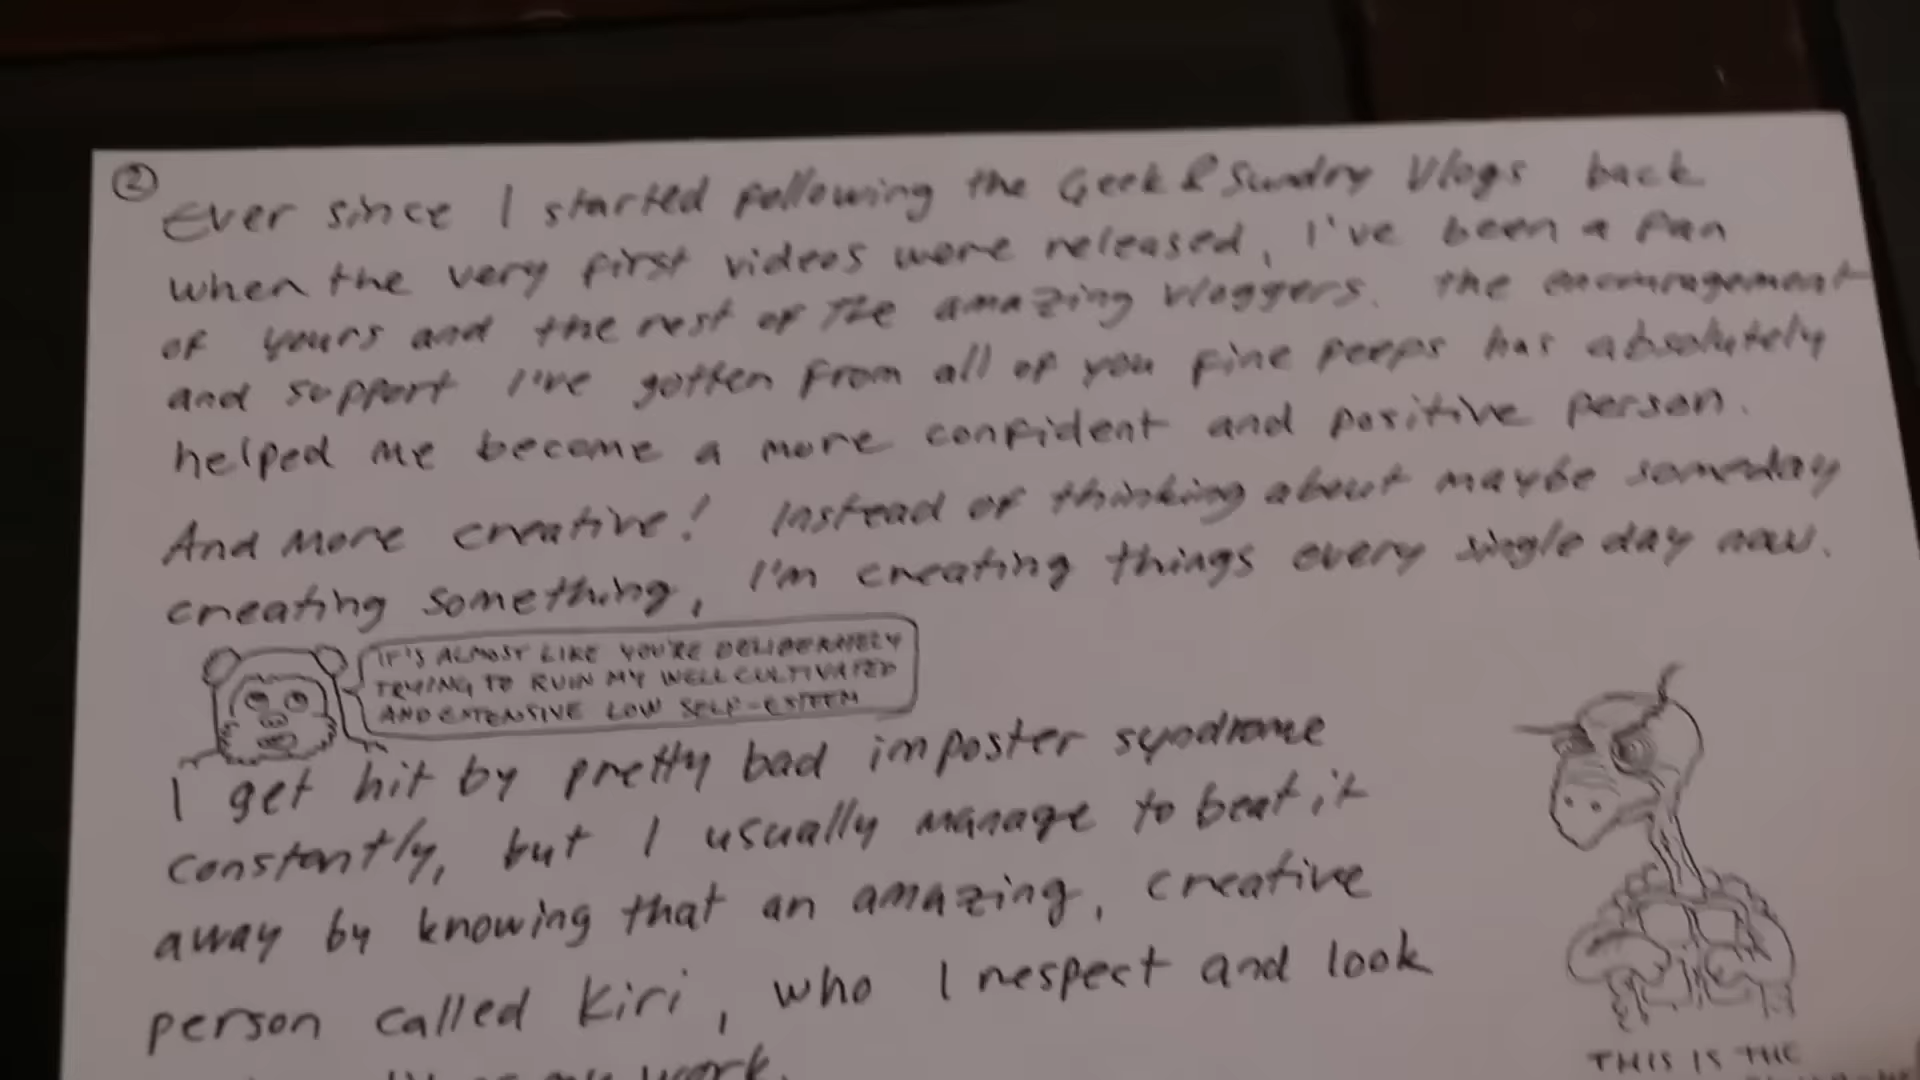 ②
Ever since I started following the Geek & Sundry Vlogs back
when the very first videos were released, I've been a fan
of yours and the rest of the amazing vloggers. The encouragement
and support I've gotten from all of you fine peeps has absolutely
helped me become a more confident and positive person.
And more creative! Instead of thinking about maybe someday
creating something, I'm creating things every single day now.
IT'S ALMOST LIKE YOU'RE DELIBERATELY
TRYING TO RUIN MY WELL CULTIVATED
AND EXTENSIVE LOW SELF-ESTEEM
I get hit by pretty bad imposter syndrome
constantly, but I usually manage to beat it
away by knowing that an amazing, creative
person called Kiri, who I respect and look
work.
THIS IS THE